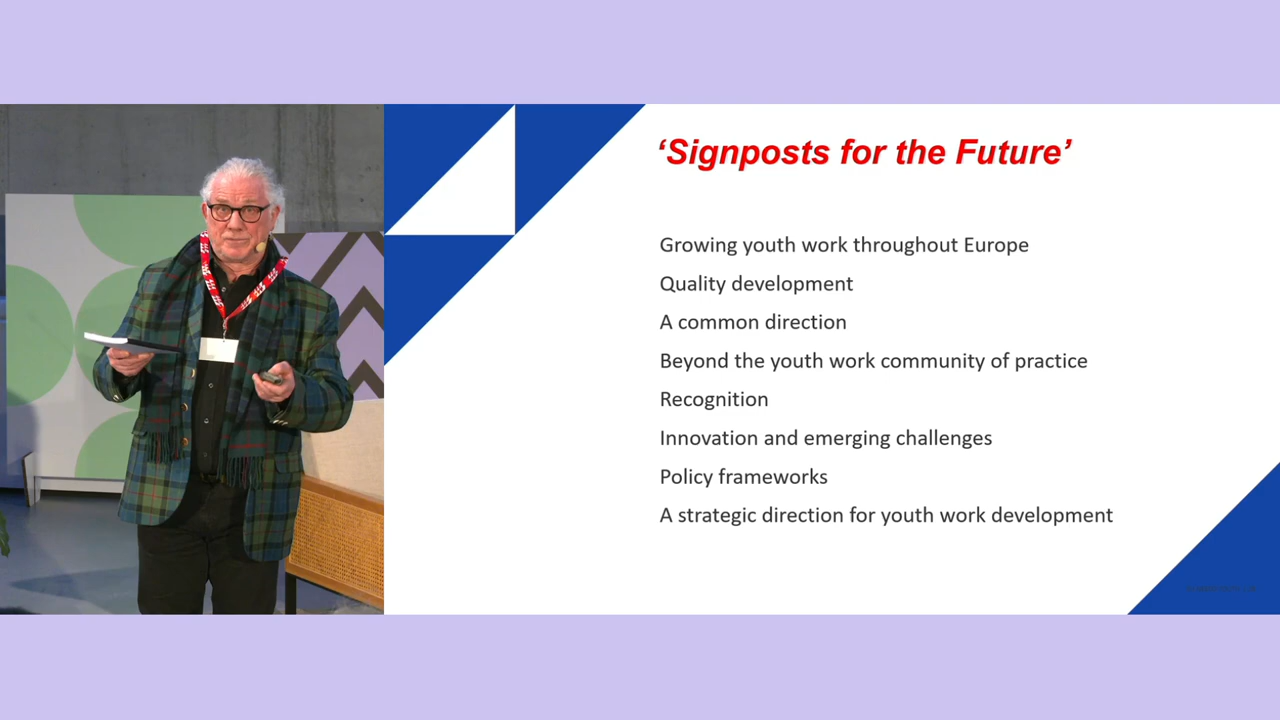 ‘Signposts for the Future’
Growing youth work throughout Europe
Quality development
A common direction
Beyond the youth work community of practice
Recognition
Innovation and emerging challenges
Policy frameworks
A strategic direction for youth work development